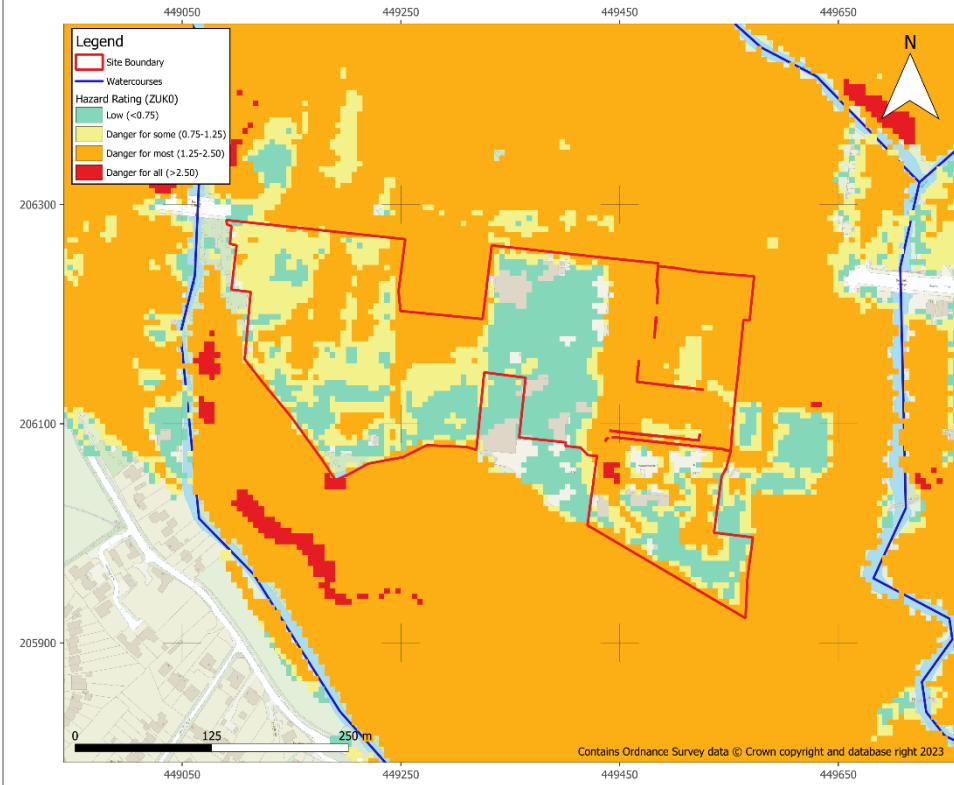 449050 449250 449450 449650
Legend
Site Boundary
Watercourses
Hazard Rating (ZUK0)
Low (<0.75)
Danger for some (0.75-1.25)
Danger for most (1.25-2.50)
Danger for all (>2.50)
N
206300
206100
205900
0 125 250 m
Contains Ordnance Survey data © Crown copyright and database right 2023
449050 449250 449450 449650